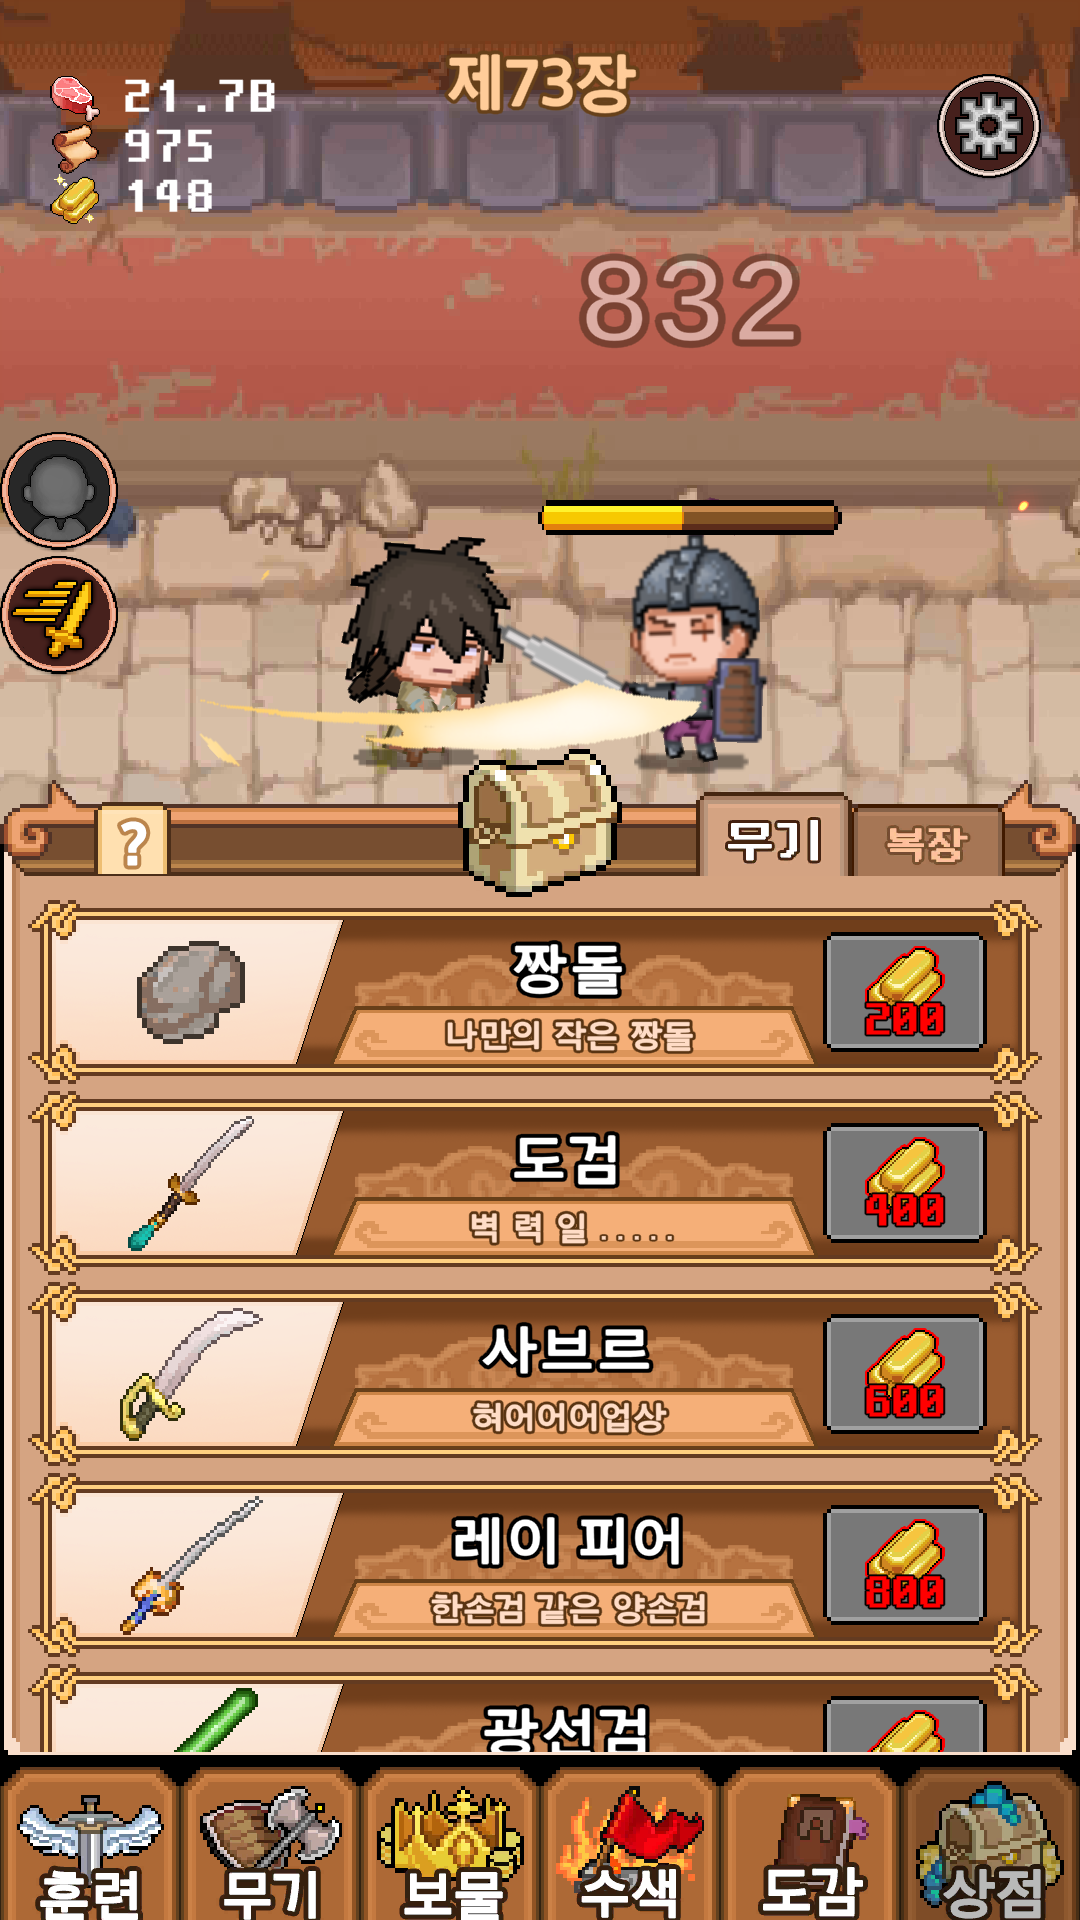 제73장
21.78
975
148
832
?
무기
복장
짱돌
나만의 작은 짱돌
200
도검
벽 력 일 .....
400
사브르
혀어어어업상
600
레이 피어
한손검 같은 양손검
800
광선검
훈련
무기
보물
수색
도감
상점